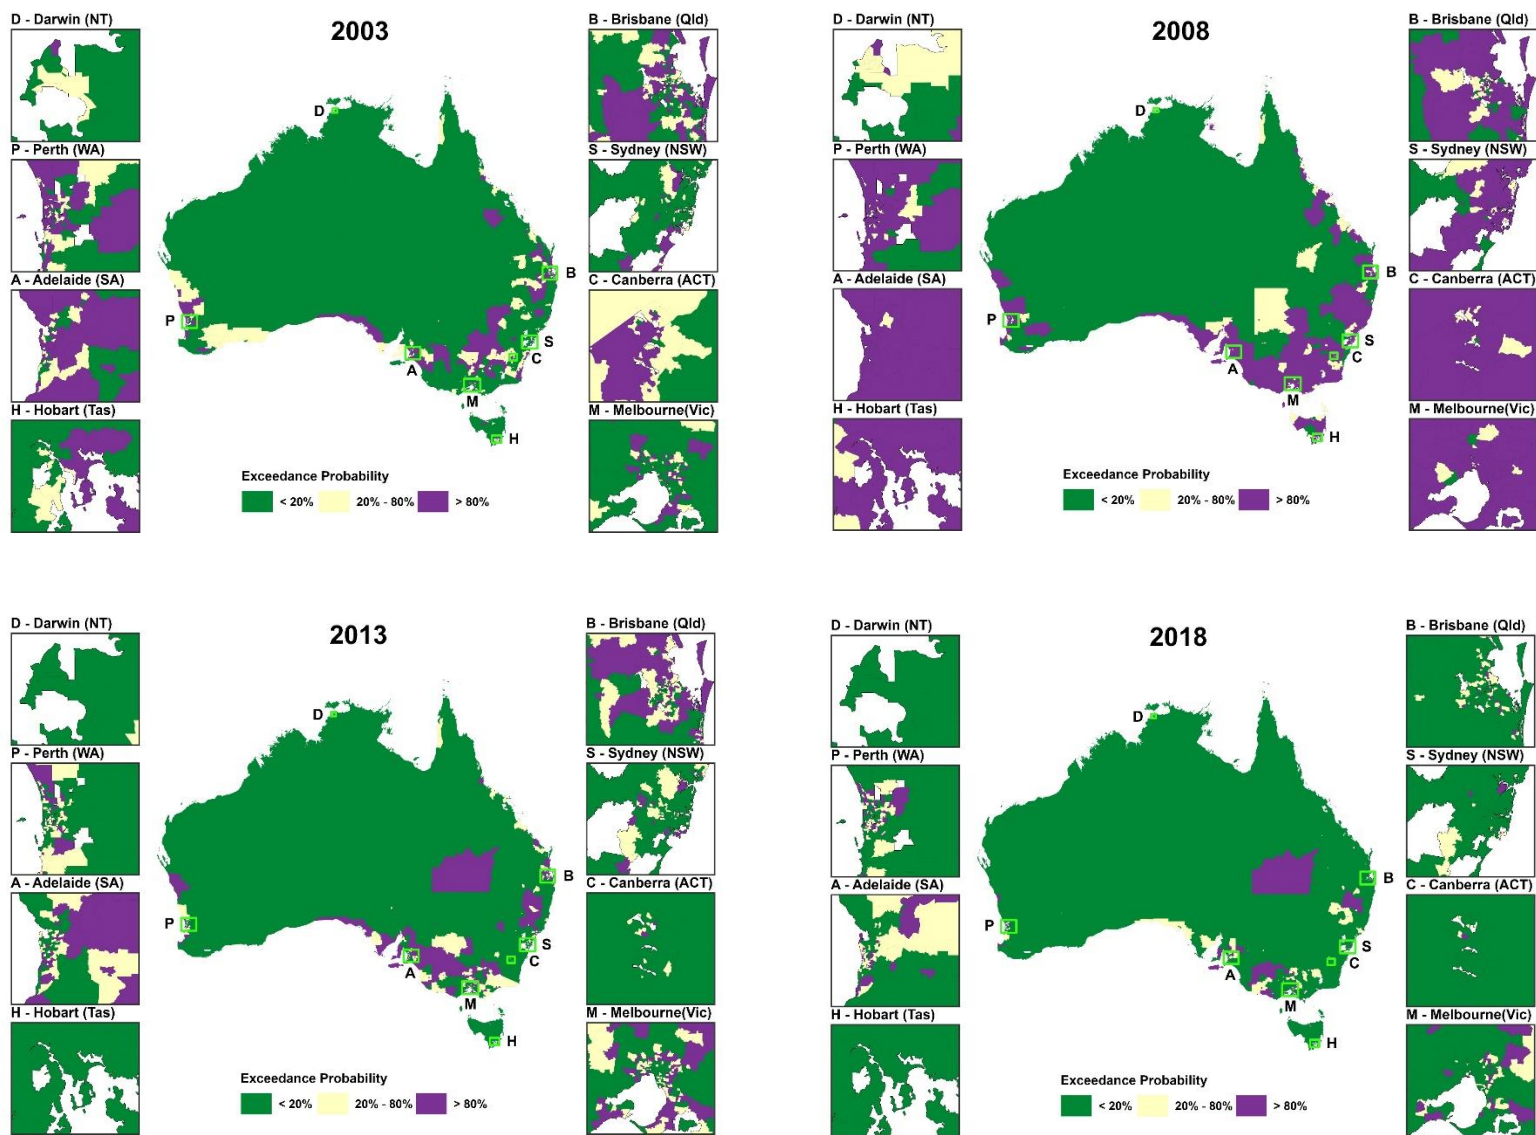 2003
D - Darwin (NT)
P - Perth (WA)
A - Adelaide (SA)
H - Hobart (Tas)
B - Brisbane (Qld)
S - Sydney (NSW)
C - Canberra (ACT)
M - Melbourne(Vic)
D
B
P
S
C
A
M
H
Exceedance Probability
< 20% 20% - 80% > 80%
2008
D - Darwin (NT)
P - Perth (WA)
A - Adelaide (SA)
H - Hobart (Tas)
B - Brisbane (Qld)
S - Sydney (NSW)
C - Canberra (ACT)
M - Melbourne(Vic)
D
B
P
S
C
A
M
H
Exceedance Probability
< 20% 20% - 80% > 80%
2013
D - Darwin (NT)
P - Perth (WA)
A - Adelaide (SA)
H - Hobart (Tas)
B - Brisbane (Qld)
S - Sydney (NSW)
C - Canberra (ACT)
M - Melbourne(Vic)
D
B
P
S
C
A
M
H
Exceedance Probability
< 20% 20% - 80% > 80%
2018
D - Darwin (NT)
P - Perth (WA)
A - Adelaide (SA)
H - Hobart (Tas)
B - Brisbane (Qld)
S - Sydney (NSW)
C - Canberra (ACT)
M - Melbourne(Vic)
D
B
P
S
C
A
M
H
Exceedance Probability
< 20% 20% - 80% > 80%